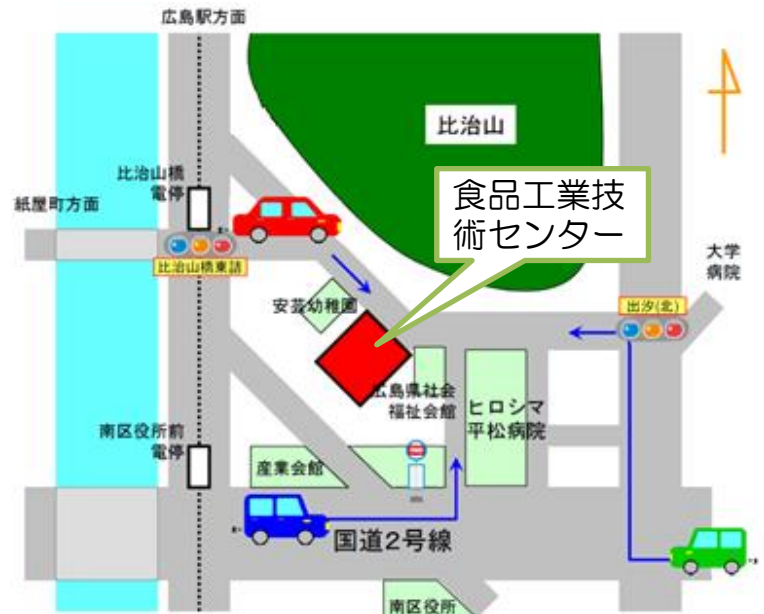 広島駅方面
比治山
比治山橋
電停
紙屋町方面
食品工業技
術センター
大学
病院
比治山橋東詰
出汐(北)
安芸幼稚園
広島県社会
福祉会館
ヒロシマ
平松病院
南区役所前
電停
産業会館
国道2号線
南区役所